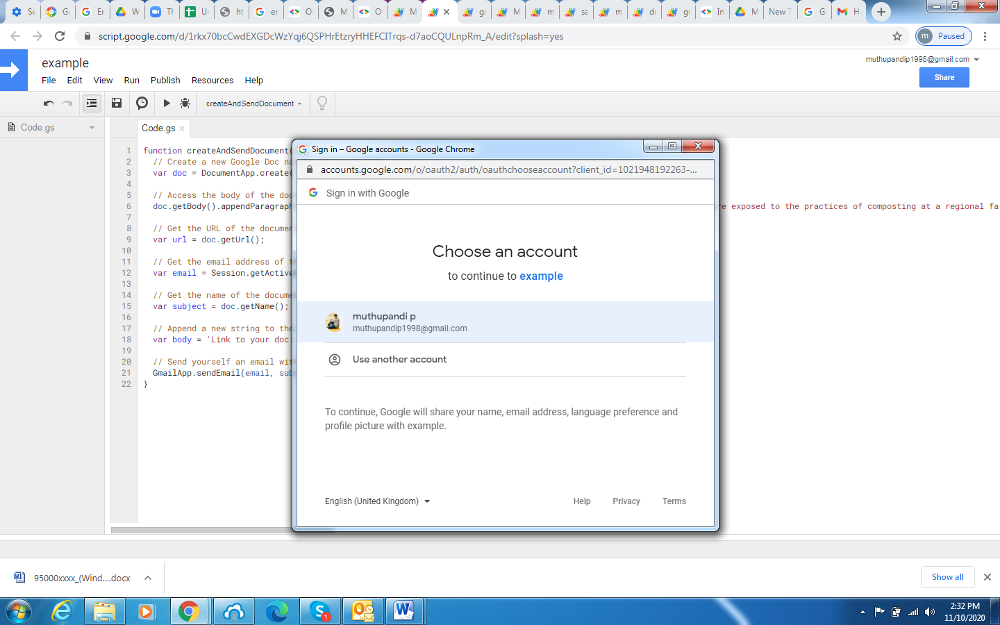 Se
Ge
Er
W
Th
Ur
ht
er
O
M
O
M
gr
M
m
sa
m
di
gr
In
M
New T
G
He
script.google.com/d/1rkx70bcCwdEXGDcWzYqj6QSPHrEtzryHHEFCITrqs-d7aoCQULnpRm_A/edit?splash=yes
m Paused
example
muthupandip1998@gmail.com
File Edit View Run Publish Resources Help
Share
createAndSendDocument
Code.gs
Code.gs
1 function createAndSendDocument(
2 // Create a new Google Doc na
3 var doc = DocumentApp.create(
4
5 // Access the body of the doc
6 doc.getBody().appendParagraph
re exposed to the practices of composting at a regional fa
7
8 // Get the URL of the documen
9 var url = doc.getUrl();
10
11 // Get the email address of t
12 var email = Session.getActive
13
14 // Get the name of the docume
15 var subject = doc.getName();
16
17 // Append a new string to the
18 var body = 'Link to your doc:
19
20 // Send yourself an email wit
21 GmailApp.sendEmail(email, sub
22 }
Sign in – Google accounts - Google Chrome
accounts.google.com/o/oauth2/auth/oauthchooseaccount?client_id=1021948192263-...
Sign in with Google
Choose an account
to continue to example
muthupandi p
muthupandip1998@gmail.com
Use another account
To continue, Google will share your name, email address, language preference and
profile picture with example.
English (United Kingdom)
Help Privacy Terms
95000xxxx_(Wind....docx
Show all
1
2:32 PM
11/10/2020